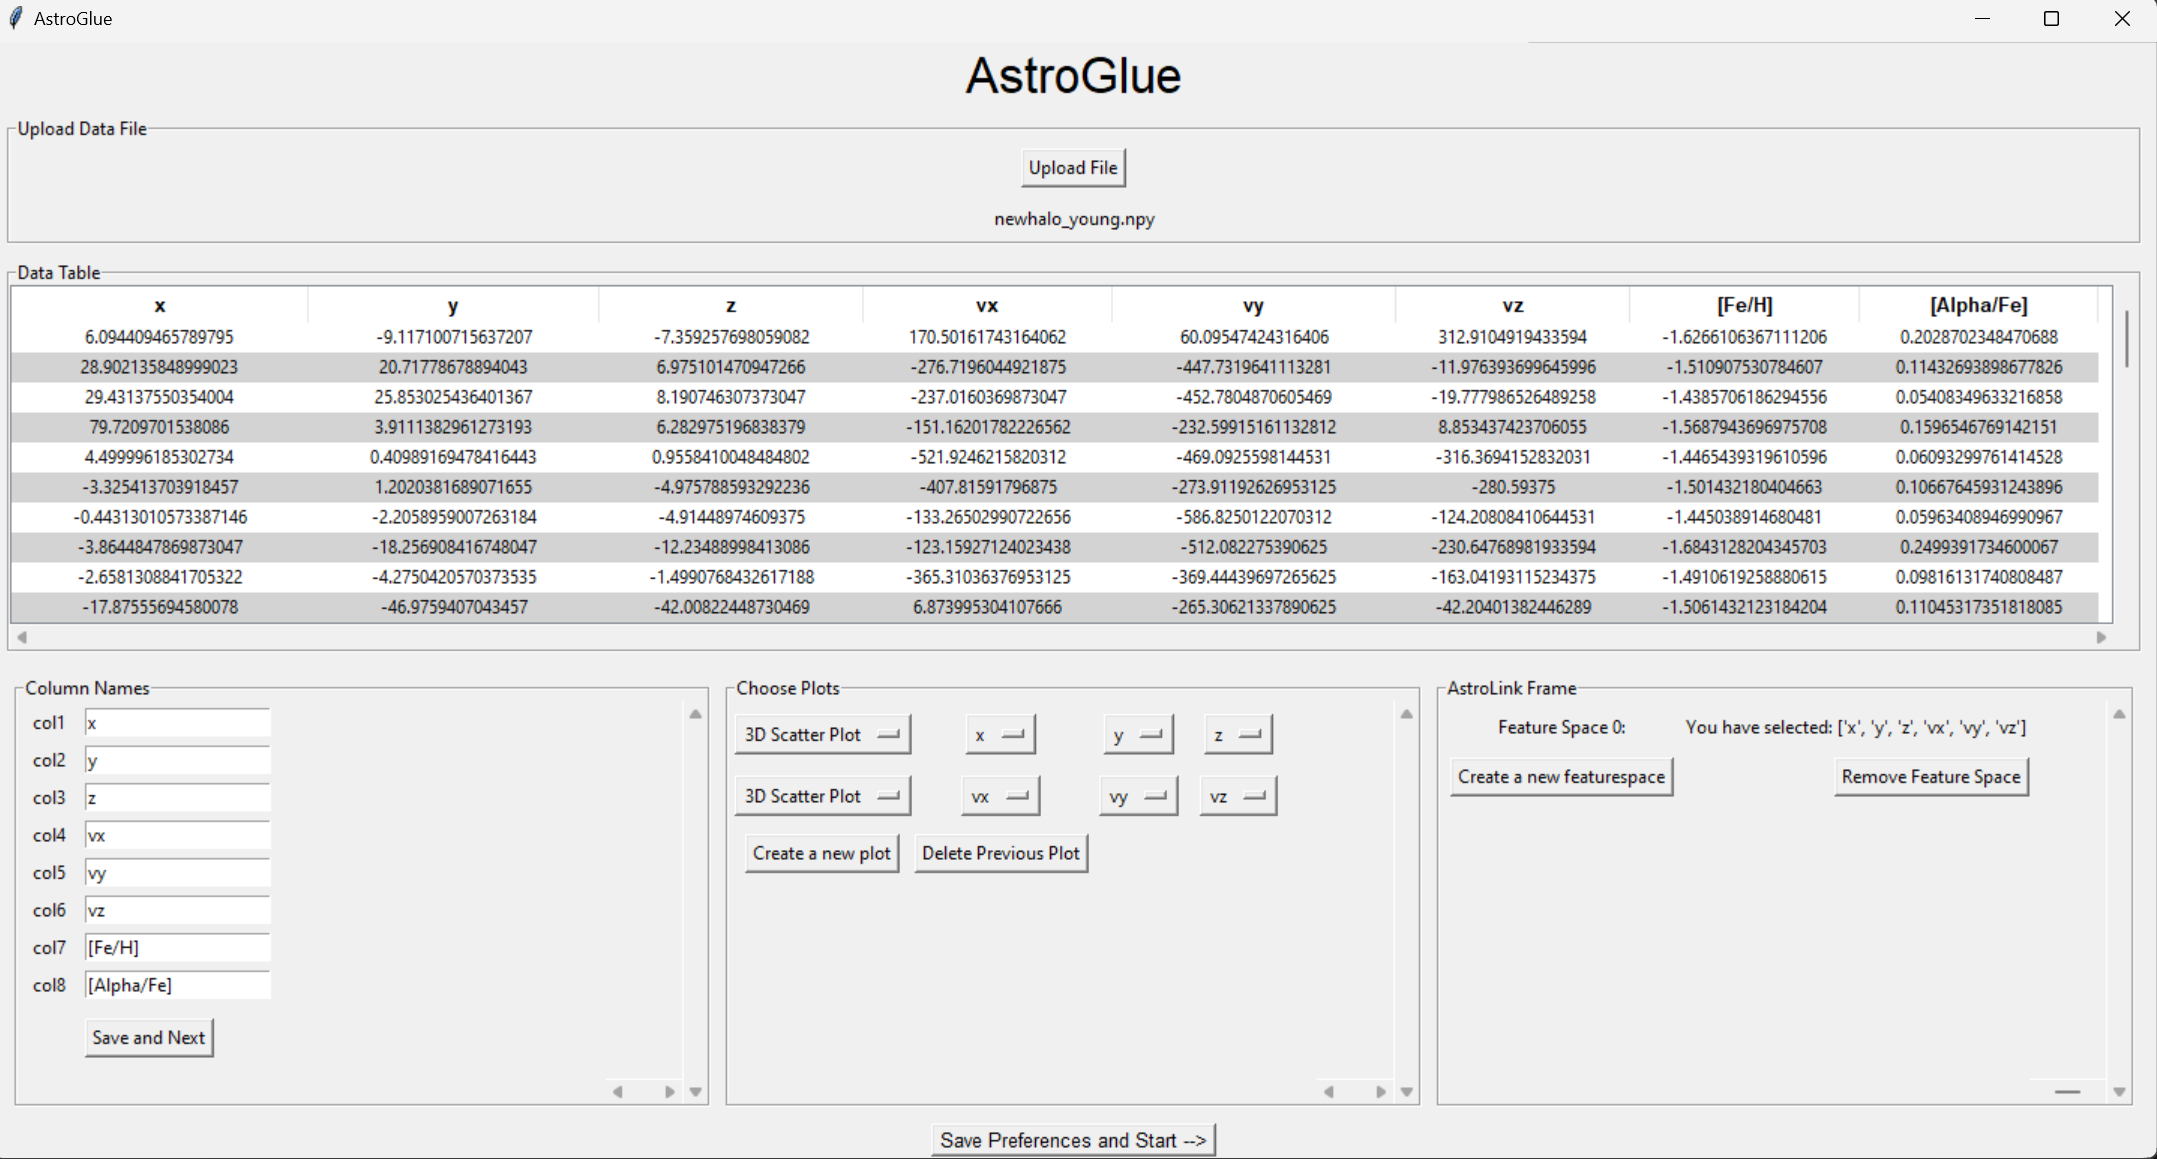 AstroGlue
AstroGlue
Upload Data File
Upload File
newhalo_young.npy
Data Table
x y z vx vy vz [Fe/H] [Alpha/Fe]
6.094409465789795 -9.117100715637207 -7.359257698059082 170.50161743164062 60.09547424316406 312.9104919433594 -1.6266106367111206 0.2028702348470688
28.902135848999023 20.71778678894043 6.975101470947266 -276.7196044921875 -447.7319641113281 -11.976393699645996 -1.510907530784607 0.11432693898677826
29.43137550354004 25.853025436401367 8.190746307373047 -237.0160369873047 -452.7804870605469 -19.777986526489258 -1.4385706186294556 0.05408349633216858
79.7209701538086 3.9111382961273193 6.282975196838379 -151.16201782226562 -232.59915161132812 8.853437423706055 -1.5687943696975708 0.1596546769142151
4.499996185302734 0.40989169478416443 0.9558410048484802 -521.9246215820312 -469.0925598144531 -316.3694152832031 -1.4465439319610596 0.06093299761414528
-3.325413703918457 1.2020381689071655 -4.975788593292236 -407.81591796875 -273.91192626953125 -280.59375 -1.501432180404663 0.10667645931243896
-0.44313010573387146 -2.2058959007263184 -4.91448974609375 -133.26502990722656 -586.8250122070312 -124.20808410644531 -1.445038914680481 0.05963408946990967
-3.8644847869873047 -18.256908416748047 -12.23488998413086 -123.15927124023438 -512.082275390625 -230.64768981933594 -1.6843128204345703 0.2499391734600067
-2.6581308841705322 -4.2750420570373535 -1.4990768432617188 -365.31036376953125 -369.44439697265625 -163.04193115234375 -1.4910619258880615 0.09816131740808487
-17.87555694580078 -46.9759407043457 -42.00822448730469 6.873995304107666 -265.30621337890625 -42.20401382446289 -1.5061432123184204 0.11045317351818085
Column Names
col1 x
col2 y
col3 z
col4 vx
col5 vy
col6 vz
col7 [Fe/H]
col8 [Alpha/Fe]
Save and Next
Choose Plots
3D Scatter Plot x y z
3D Scatter Plot vx vy vz
Create a new plot Delete Previous Plot
AstroLink Frame
Feature Space 0: You have selected: ['x', 'y', 'z', 'vx', 'vy', 'vz']
Create a new featurespace Remove Feature Space
Save Preferences and Start -->